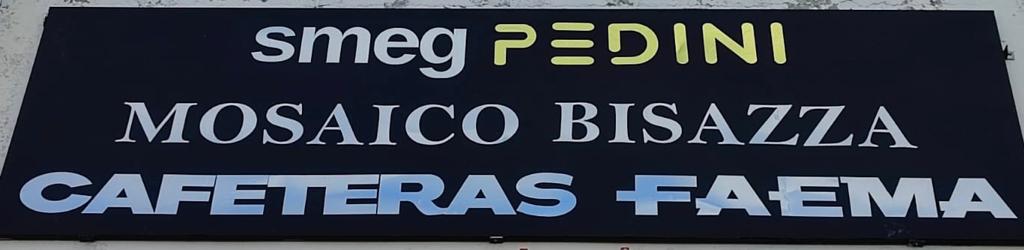 smeg PEDINI
MOSAICO BISAZZA
CAFETERAS FAEMA